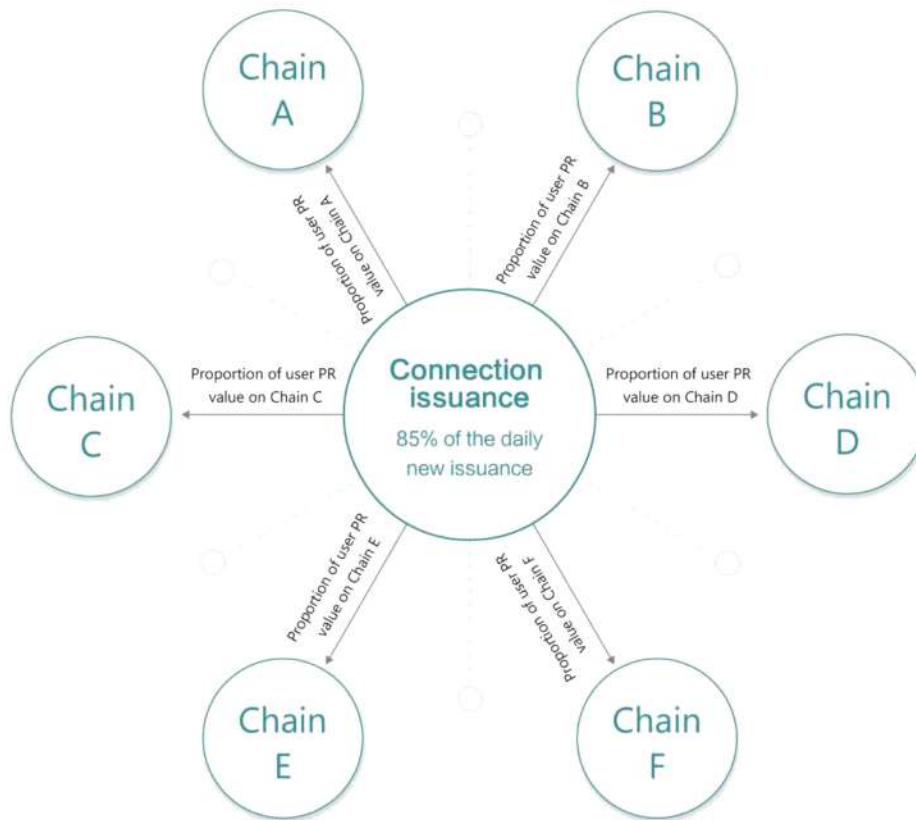 Chain
A
Chain
B
Proportion of user PR
value on Chain A
Proportion of user PR
value on Chain B
Chain
C
Proportion of user PR
value on Chain C
Connection
issuance
85% of the daily
new issuance
Proportion of user PR
value on Chain D
Chain
D
Proportion of user PR
value on Chain E
Proportion of user PR
value on Chain F
Chain
E
Chain
F